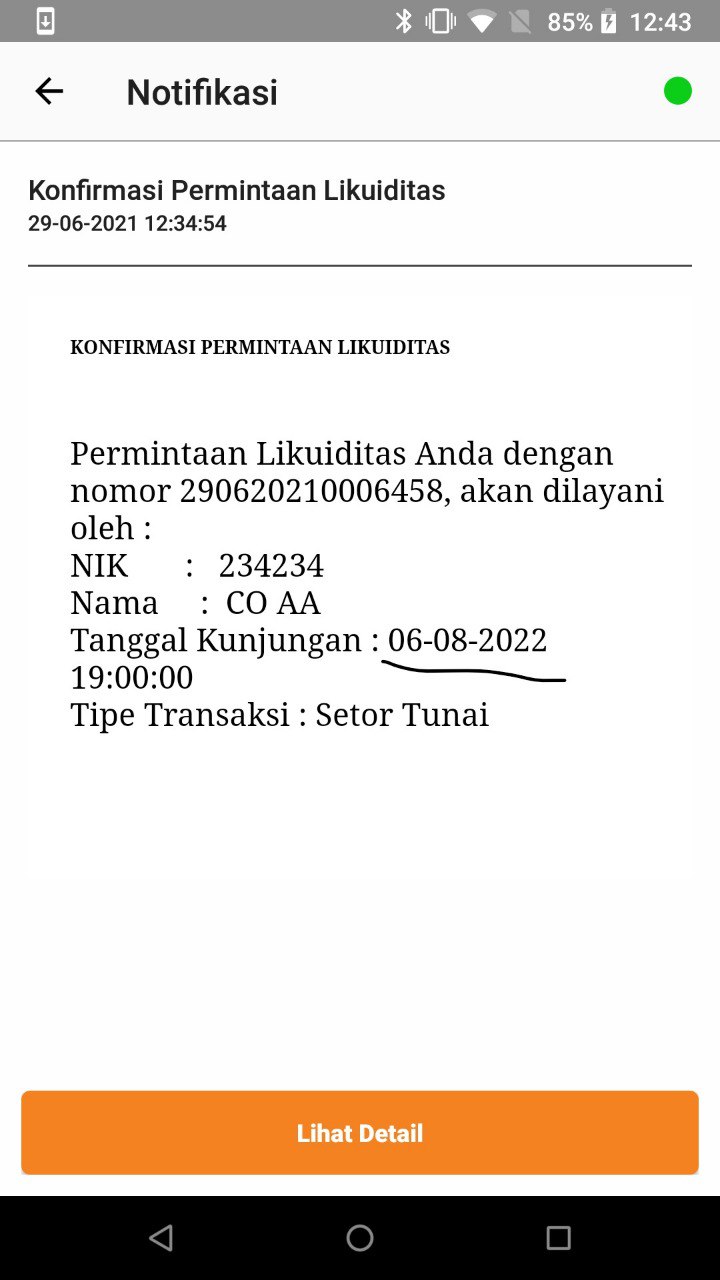 85% 12:43
Notifikasi
Konfirmasi Permintaan Likuiditas
29-06-2021 12:34:54
KONFIRMASI PERMINTAAN LIKUIDITAS
Permintaan Likuiditas Anda dengan
nomor 290620210006458, akan dilayani
oleh :
NIK : 234234
Nama : CO AA
Tanggal Kunjungan : 06-08-2022
19:00:00
Tipe Transaksi : Setor Tunai
Lihat Detail